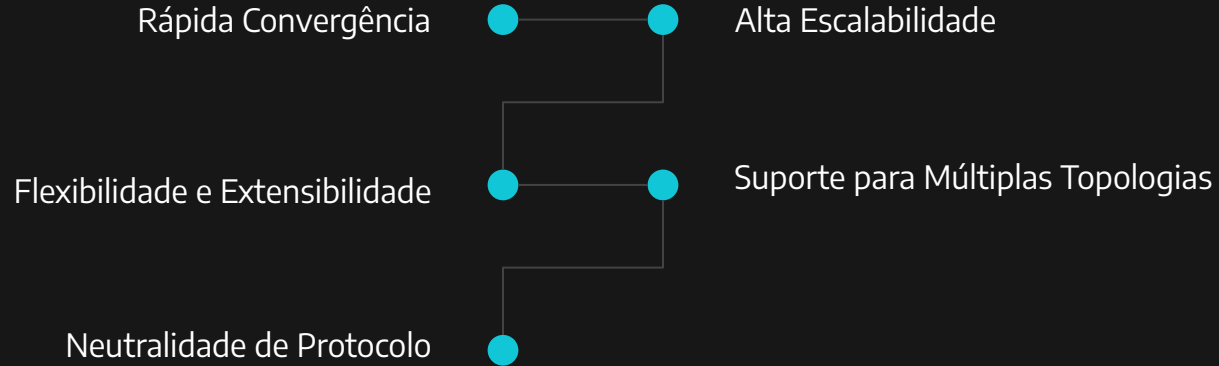 Rápida Convergência
Alta Escalabilidade
Flexibilidade e Extensibilidade
Suporte para Múltiplas Topologias
Neutralidade de Protocolo